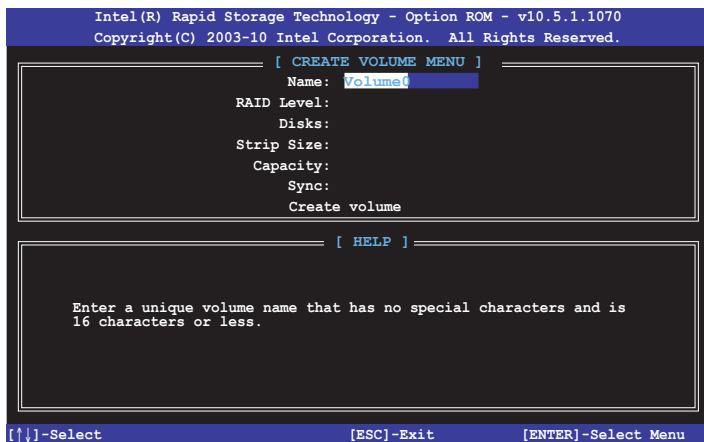 Intel(R) Rapid Storage Technology - Option ROM - v10.5.1.1070
Copyright(C) 2003-10 Intel Corporation. All Rights Reserved.
[ CREATE VOLUME MENU ]
Name: Volume0
RAID Level:
Disks:
Strip Size:
Capacity:
Sync:
Create volume
[ HELP ]
Enter a unique volume name that has no special characters and is
16 characters or less.
[↑↓]-Select [ESC]-Exit [ENTER]-Select Menu